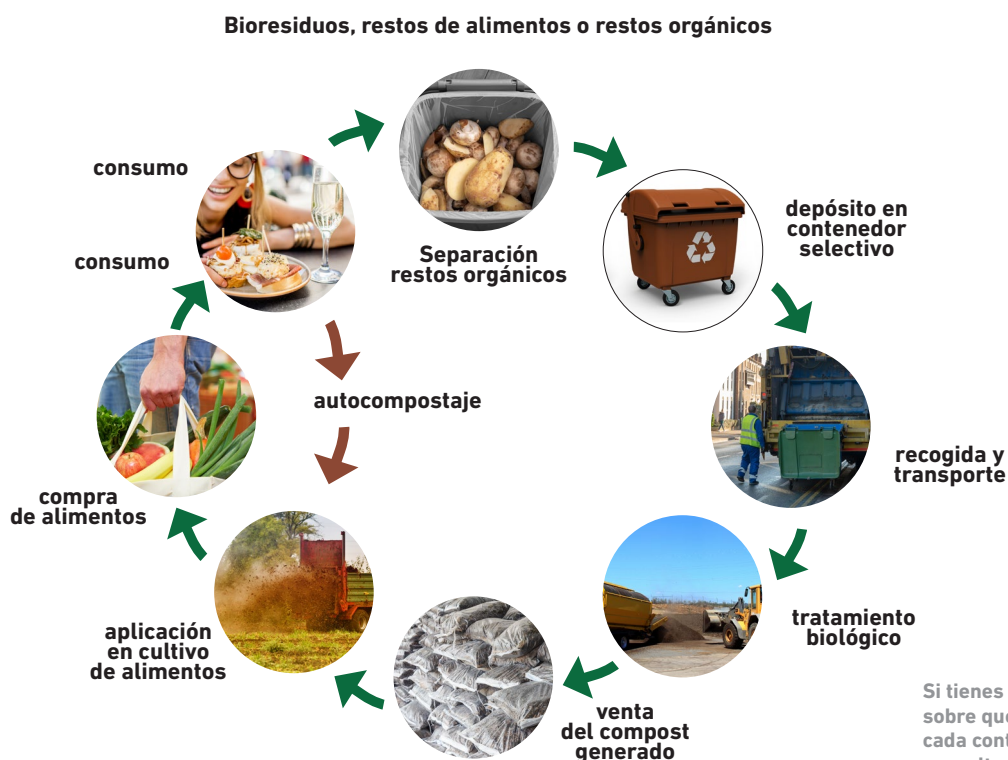 Bioresiduos, restos de alimentos o restos orgánicos
consumo
consumo
Separación
restos orgánicos
depósito en
contenedor
selectivo
autocompostaje
recogida y
transporte
compra
de alimentos
tratamiento
biológico
aplicación
en cultivo
de alimentos
venta
del compost
generado
Si tienes
sobre que
cada cont